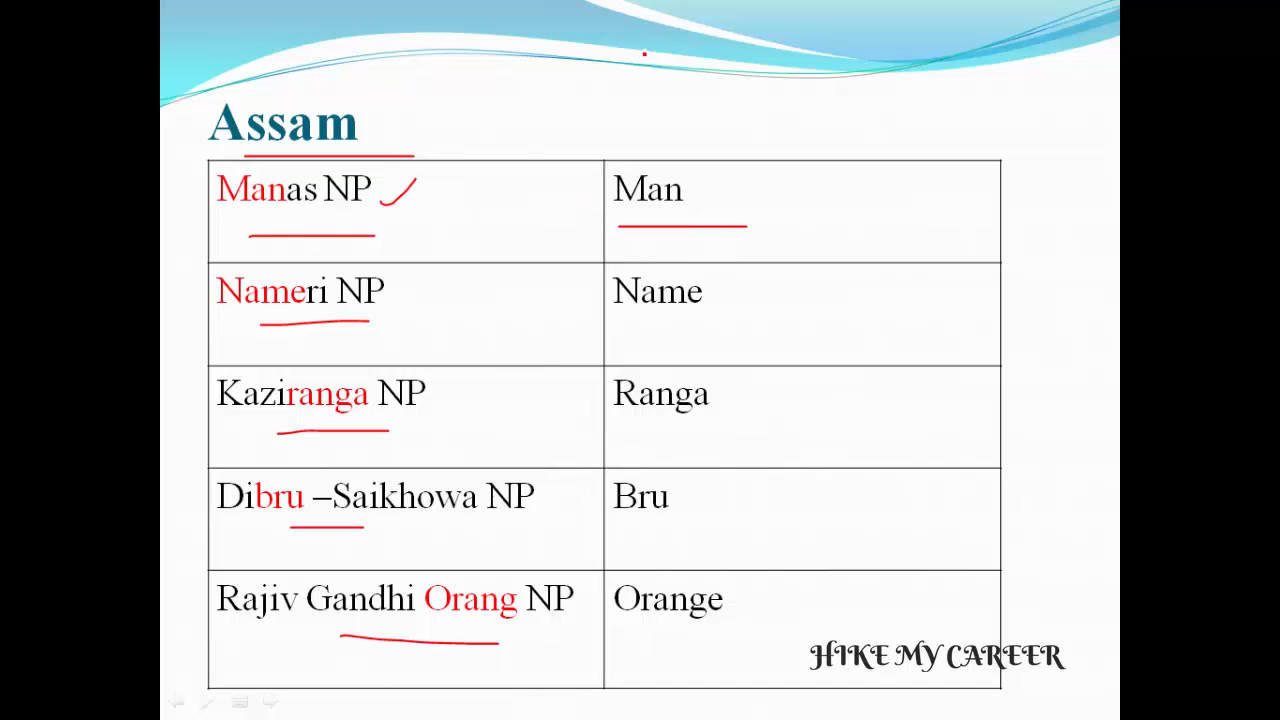 Assam
Manas NP
Man
Nameri NP
Name
Kaziranga NP
Ranga
Dibru –Saikhowa NP
Bru
Rajiv Gandhi Orang NP
Orange
HIKE MY CAREER